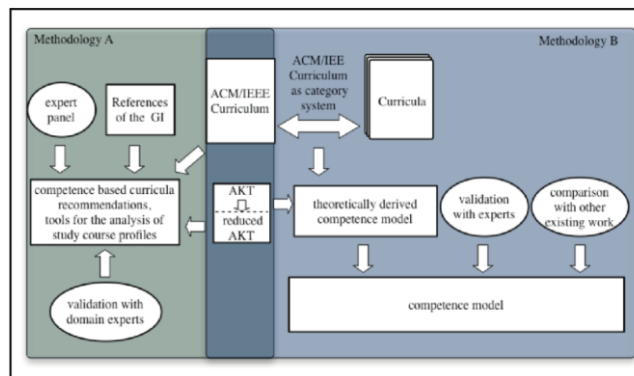 Methodology A
Methodology B
expert
panel
References
of the GI
ACM/IEEE
Curriculum
ACM/IEE
Curriculum
as category
system
Curricula
competence based curricula
recommendations,
tools for the analysis of
study course profiles
AKT
reduced
AKT
theoretically derived
competence model
validation
with experts
comparison
with other
existing work
validation with
domain experts
competence model